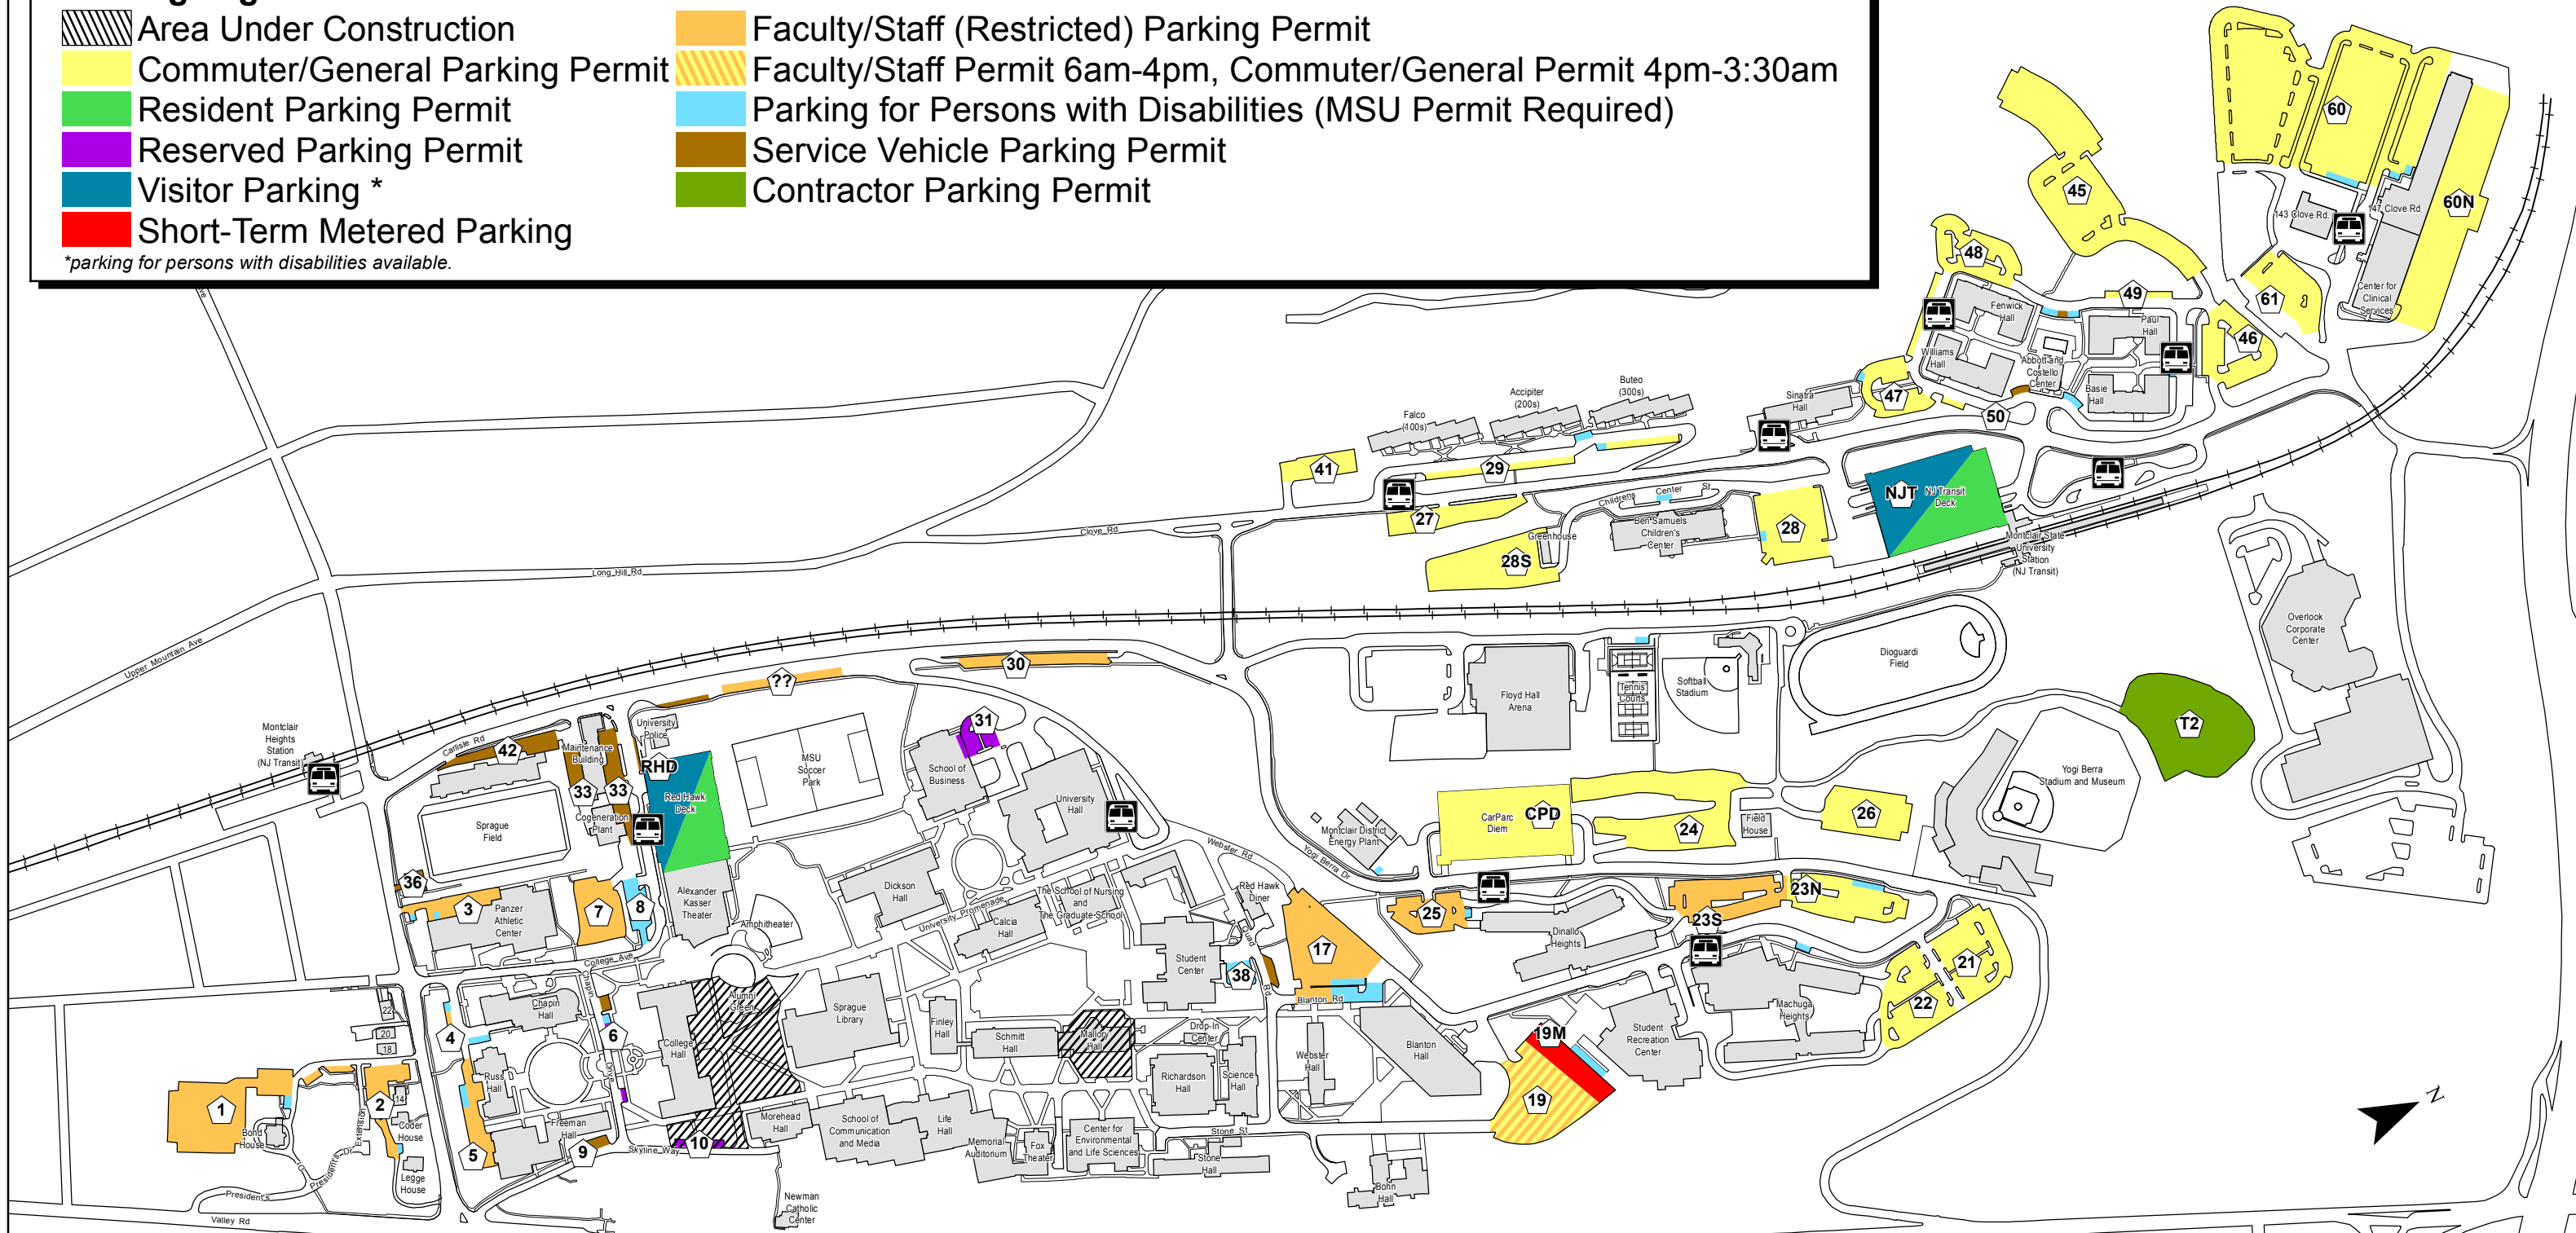 Area Under Construction
Commuter/General Parking Permit
Resident Parking Permit
Reserved Parking Permit
Visitor Parking *
Short-Term Metered Parking
*parking for persons with disabilities available.
Faculty/Staff (Restricted) Parking Permit
Faculty/Staff Permit 6am-4pm, Commuter/General Permit 4pm-3:30am
Parking for Persons with Disabilities (MSU Permit Required)
Service Vehicle Parking Permit
Contractor Parking Permit
60
45
60N
143 Clove Rd.
147 Clove Rd.
48
49
61
46
Center for
Clinical
Services
Fenwick
Hall
Paul
Hall
Williams
Hall
Abbott and
Costello
Center
Basie
Hall
47
50
Sinatra
Hall
Buteo
(300s)
Accipiter
(200s)
Falco
(100s)
41
29
27
28S
Greenhouse
Childrens Center St
Ben Samuels
Children's
Center
28
NJT
NJ Transit
Deck
Montclair State
University
Station
(NJ Transit)
Clove Rd
Long Hill Rd
Upper Mountain Ave
Overlook
Corporate
Center
Dioguardi
Field
Softball
Stadium
Tennis
Courts
Floyd Hall
Arena
30
??
31
T2
Yogi Berra
Stadium and Museum
Montclair
Heights
Station
(NJ Transit)
Carlisle Rd
42
Maintenance
Building
University
Police
RHD
Red Hawk
Deck
33
33
Cogeneration
Plant
Sprague
Field
MSU
Soccer
Park
School of
Business
University
Hall
Montclair District
Energy Plant
Yogi Berra Dr
Webster Rd
CarParc
Diem
CPD
24
Field
House
26
36
3
Panzer
Athletic
Center
7
8
Alexander
Kasser
Theater
Amphitheater
Dickson
Hall
University Promenade
Calcia
Hall
The School of Nursing
and
The Graduate School
Red Hawk
Diner
Quad
Rd
Student
Center
38
17
Blanton Rd
25
Dinallo
Heights
23S
23N
21
22
Machuga
Heights
Student
Recreation
Center
19M
19
Blanton
Hall
Webster
Hall
College Ave
Chapin
Drive
Chapin
Hall
4
6
Russ
Hall
College
Hall
Alumni
Green
Sprague
Library
Finley
Hall
Schmitt
Hall
Mallory
Hall
Drop-In
Center
Richardson
Hall
Science
Hall
22
20
18
14
1
2
Bond
House
Coder
House
Legge
House
Extension
President's Dr
President's
Valley Rd
5
Freeman
Hall
9
Skyline Way
10
Morehead
Hall
School of
Communication
and Media
Life
Hall
Memorial
Auditorium
Fox
Theater
Center for
Environmental
and Life Sciences
Stone St
Stone
Hall
Bohn
Hall
Newman
Catholic
Center
N